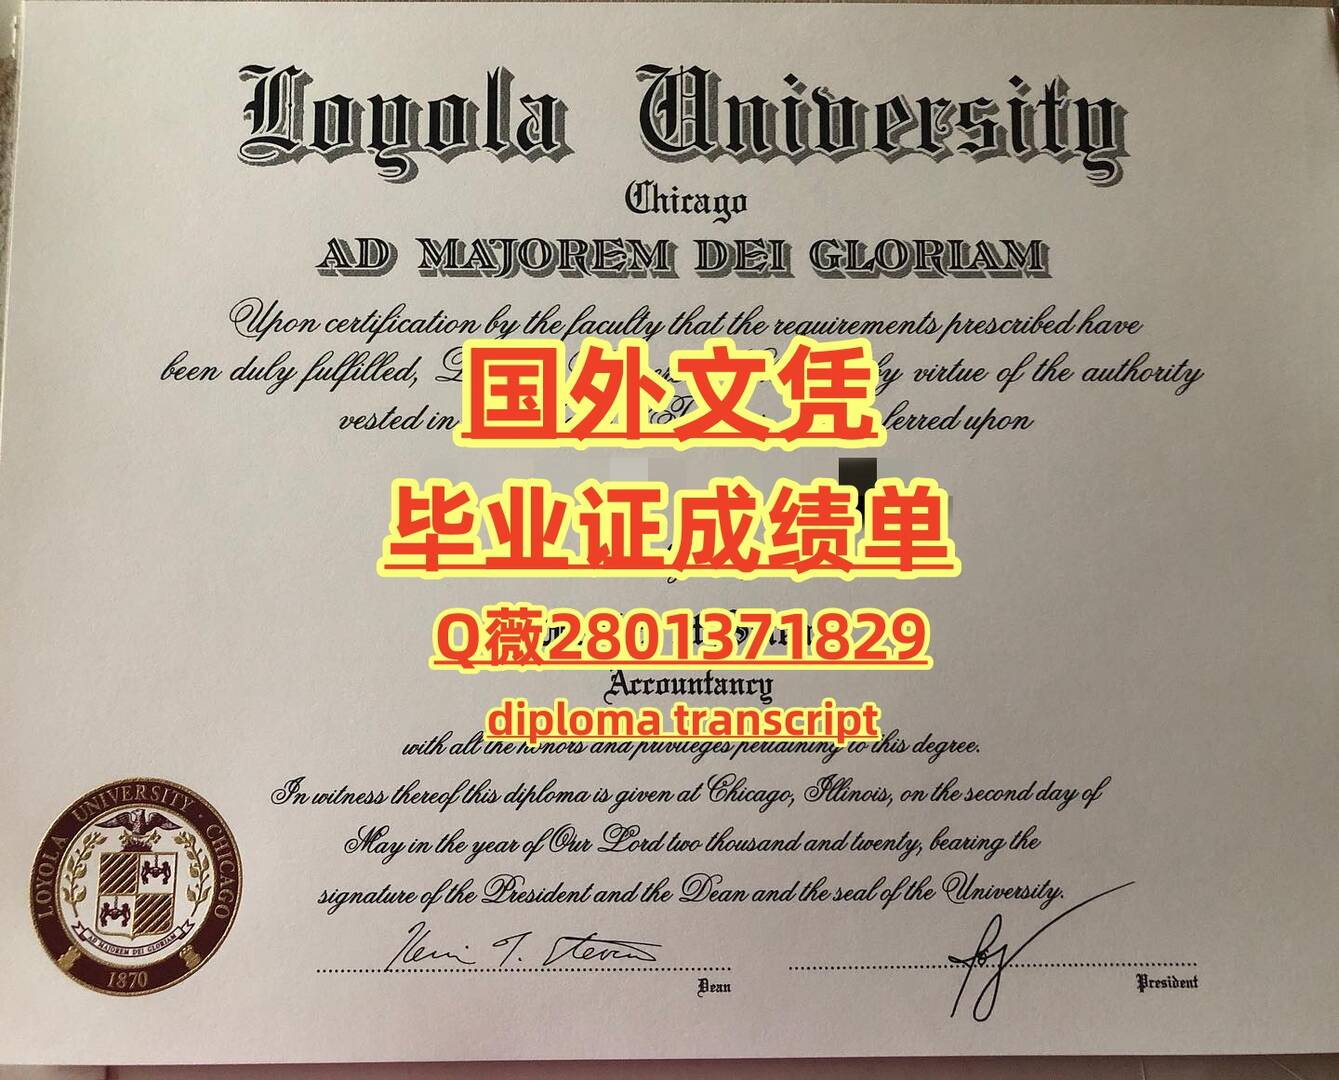 Loyola University
Chicago
AD MAJOREM DEI GLORIAM
Upon certification by the faculty that the requirements prescribed have
been duly fulfilled, by virtue of the authority
国外文凭
vested in ferred upon
毕业证成绩单
Q薇2801371829
Accountancy
diploma transcript
with all the honors and privileges pertaining to this degree.
In witness thereof this diploma is given at Chicago, Illinois, on the second day of
May in the year of Our Lord two thousand and twenty, bearing the
signature of the President and the Dean and the seal of the University.
LOYOLA UNIVERSITY · CHICAGO
AD MAJOREM DEI GLORIAM
1870
Dean
President